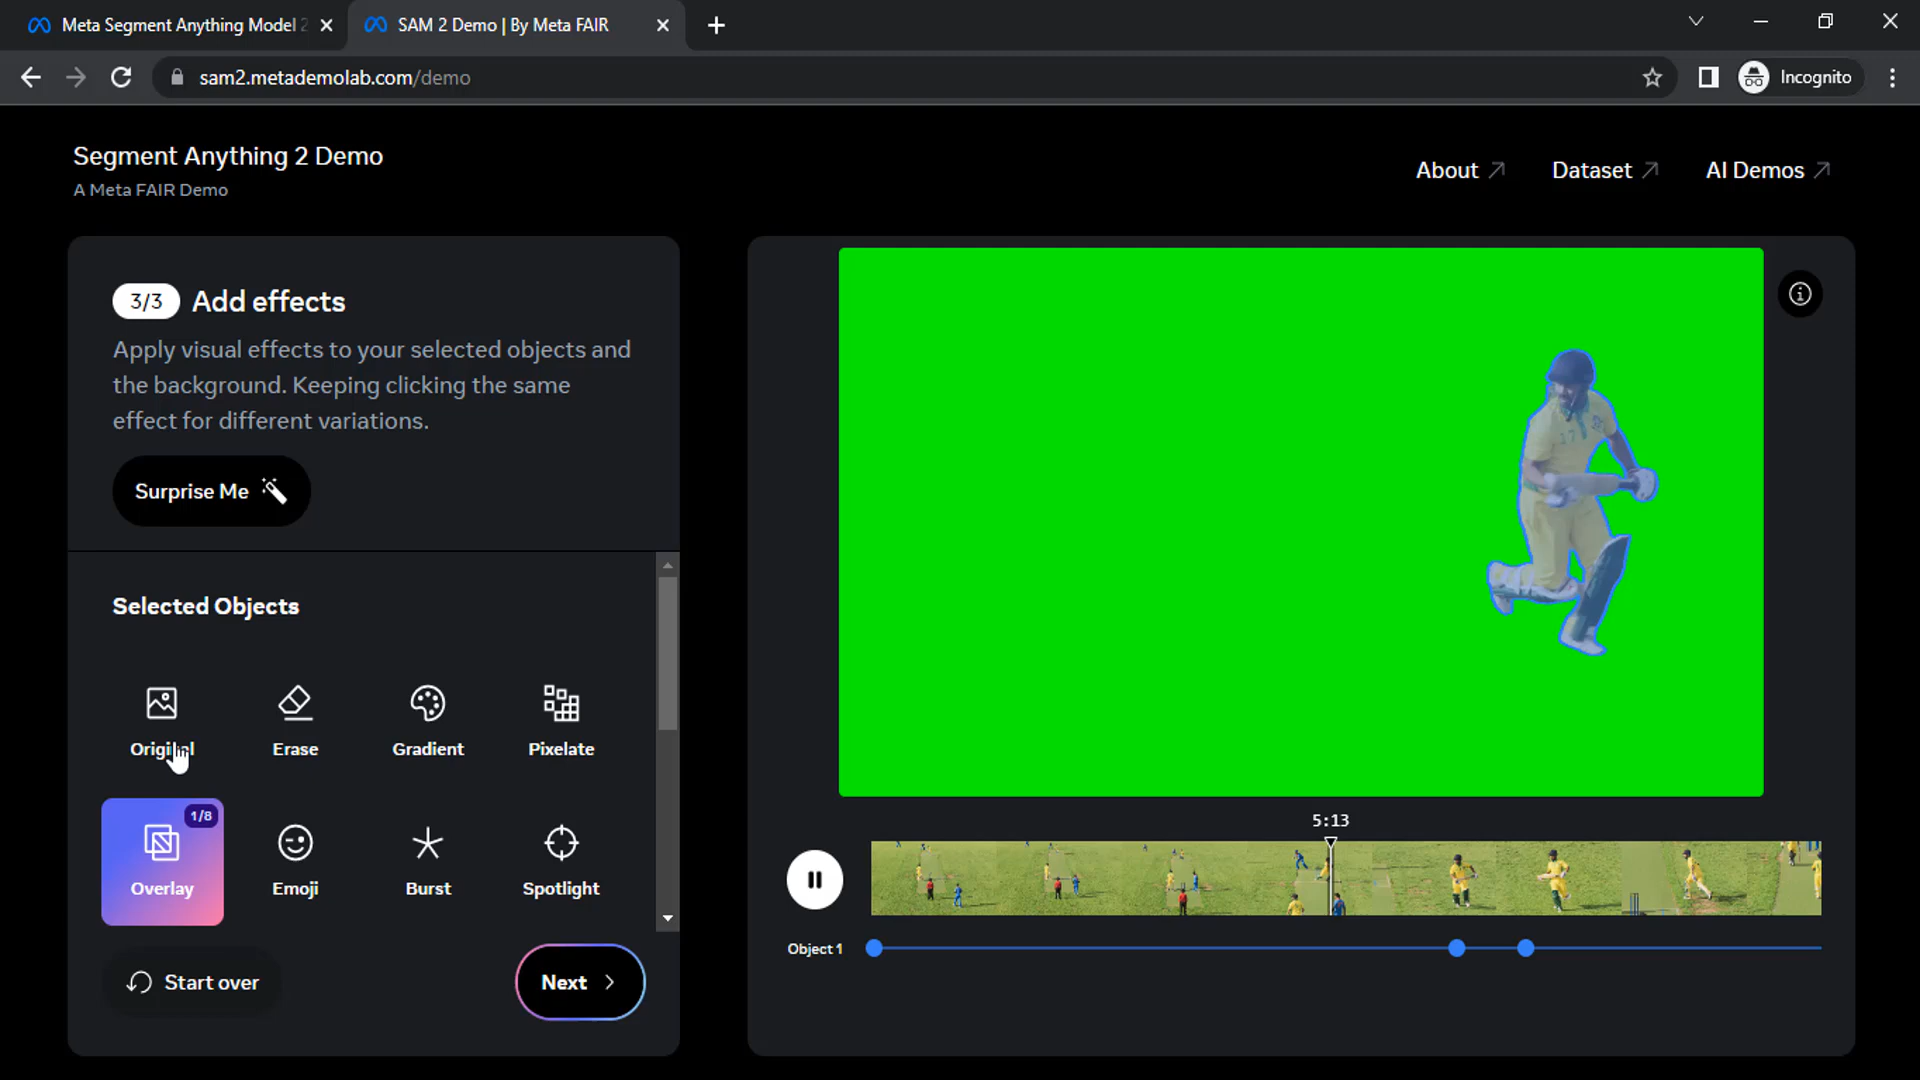 Meta Segment Anything Model 2
SAM 2 Demo | By Meta FAIR
sam2.metademolab.com/demo
Incognito
Segment Anything 2 Demo
A Meta FAIR Demo
About
Dataset
AI Demos
3/3 Add effects
Apply visual effects to your selected objects and
the background. Keeping clicking the same
effect for different variations.
Surprise Me
Selected Objects
Original
Erase
Gradient
Pixelate
1/8
Overlay
Emoji
Burst
Spotlight
Start over
Next
17
5:13
Object 1